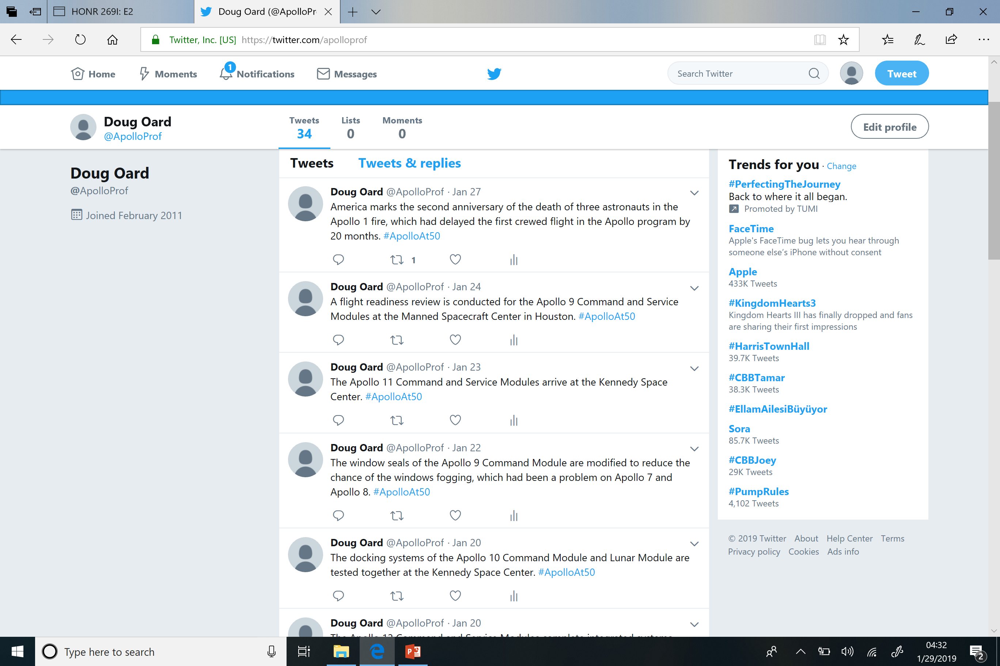 HONR 269I: E2
Doug Oard (@ApolloPr
Twitter, Inc. [US] https://twitter.com/apolloprof
Home
Moments
1
Notifications
Messages
Search Twitter
Tweet
Doug Oard
@ApolloProf
Tweets
34
Lists
0
Moments
0
Edit profile
Doug Oard
@ApolloProf
Joined February 2011
Tweets Tweets & replies
Doug Oard @ApolloProf · Jan 27
America marks the second anniversary of the death of three astronauts in the
Apollo 1 fire, which had delayed the first crewed flight in the Apollo program by
20 months. #ApolloAt50
1
Doug Oard @ApolloProf · Jan 24
A flight readiness review is conducted for the Apollo 9 Command and Service
Modules at the Manned Spacecraft Center in Houston. #ApolloAt50
Doug Oard @ApolloProf · Jan 23
The Apollo 11 Command and Service Modules arrive at the Kennedy Space
Center. #ApolloAt50
Doug Oard @ApolloProf · Jan 22
The window seals of the Apollo 9 Command Module are modified to reduce the
chance of the windows fogging, which had been a problem on Apollo 7 and
Apollo 8. #ApolloAt50
Doug Oard @ApolloProf · Jan 20
The docking systems of the Apollo 10 Command Module and Lunar Module are
tested together at the Kennedy Space Center. #ApolloAt50
Doug Oard @ApolloProf · Jan 20
The Apollo 12 Command and Service Modules complete integrated systems
Trends for you · Change
#PerfectingTheJourney
Back to where it all began.
Promoted by TUMI
FaceTime
Apple's FaceTime bug lets you hear through
someone else’s iPhone without consent
Apple
433K Tweets
#KingdomHearts3
Kingdom Hearts III has finally dropped and fans
are sharing their first impressions
#HarrisTownHall
39.7K Tweets
#CBBTamar
38.3K Tweets
#EllamAilesiBüyüyor
Sora
85.7K Tweets
#CBBJoey
29K Tweets
#PumpRules
4,102 Tweets
© 2019 Twitter About Help Center Terms
Privacy policy Cookies Ads info
Type here to search
04:32
1/29/2019
2